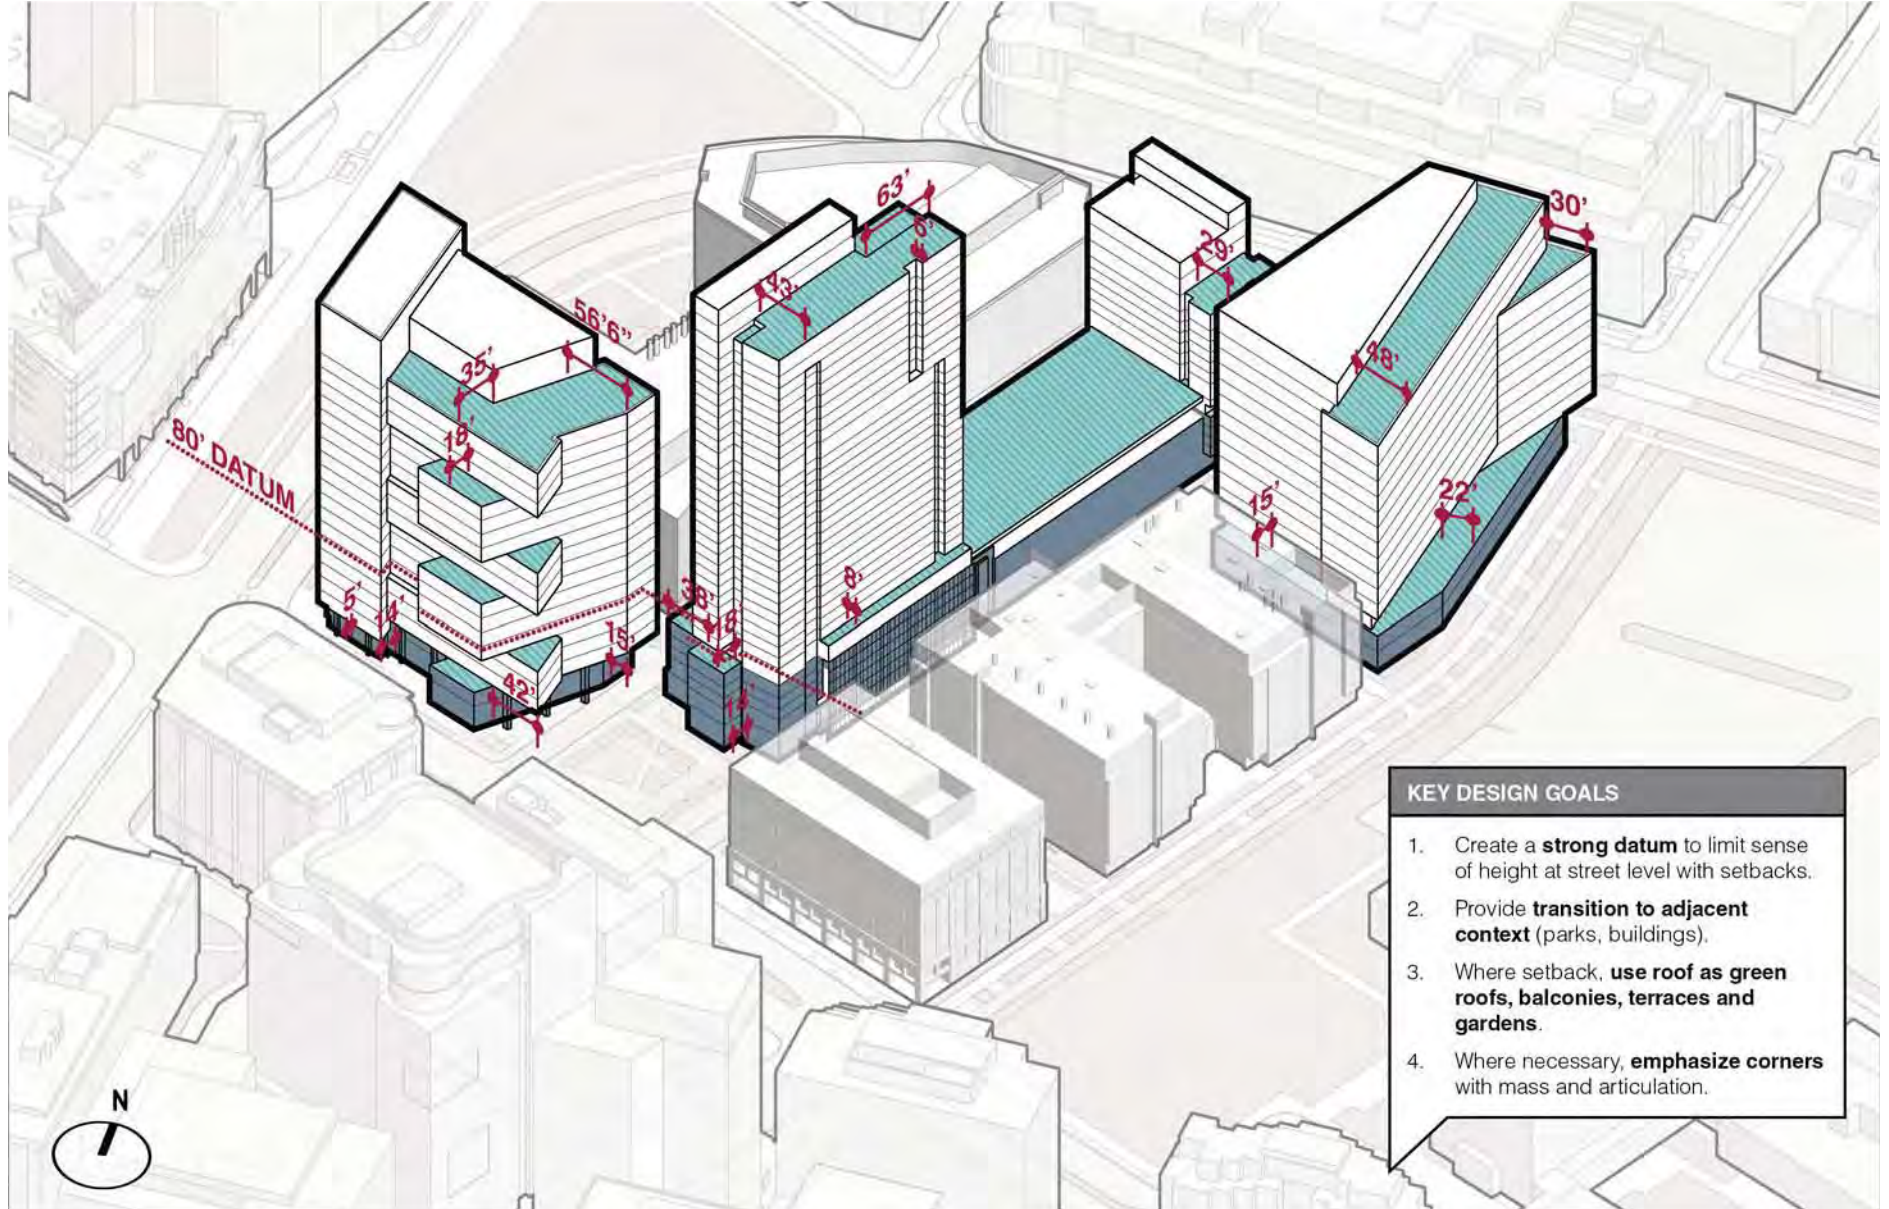 63'
30'
6'
29'
43'
56'6"
35'
48'
18'
80' DATUM
22'
15'
8'
38'
5'
14'
18'
15'
42'
14'
KEY DESIGN GOALS
1. Create a strong datum to limit sense
of height at street level with setbacks.
2. Provide transition to adjacent
context (parks, buildings).
3. Where setback, use roof as green
roofs, balconies, terraces and
gardens.
4. Where necessary, emphasize corners
with mass and articulation.
N